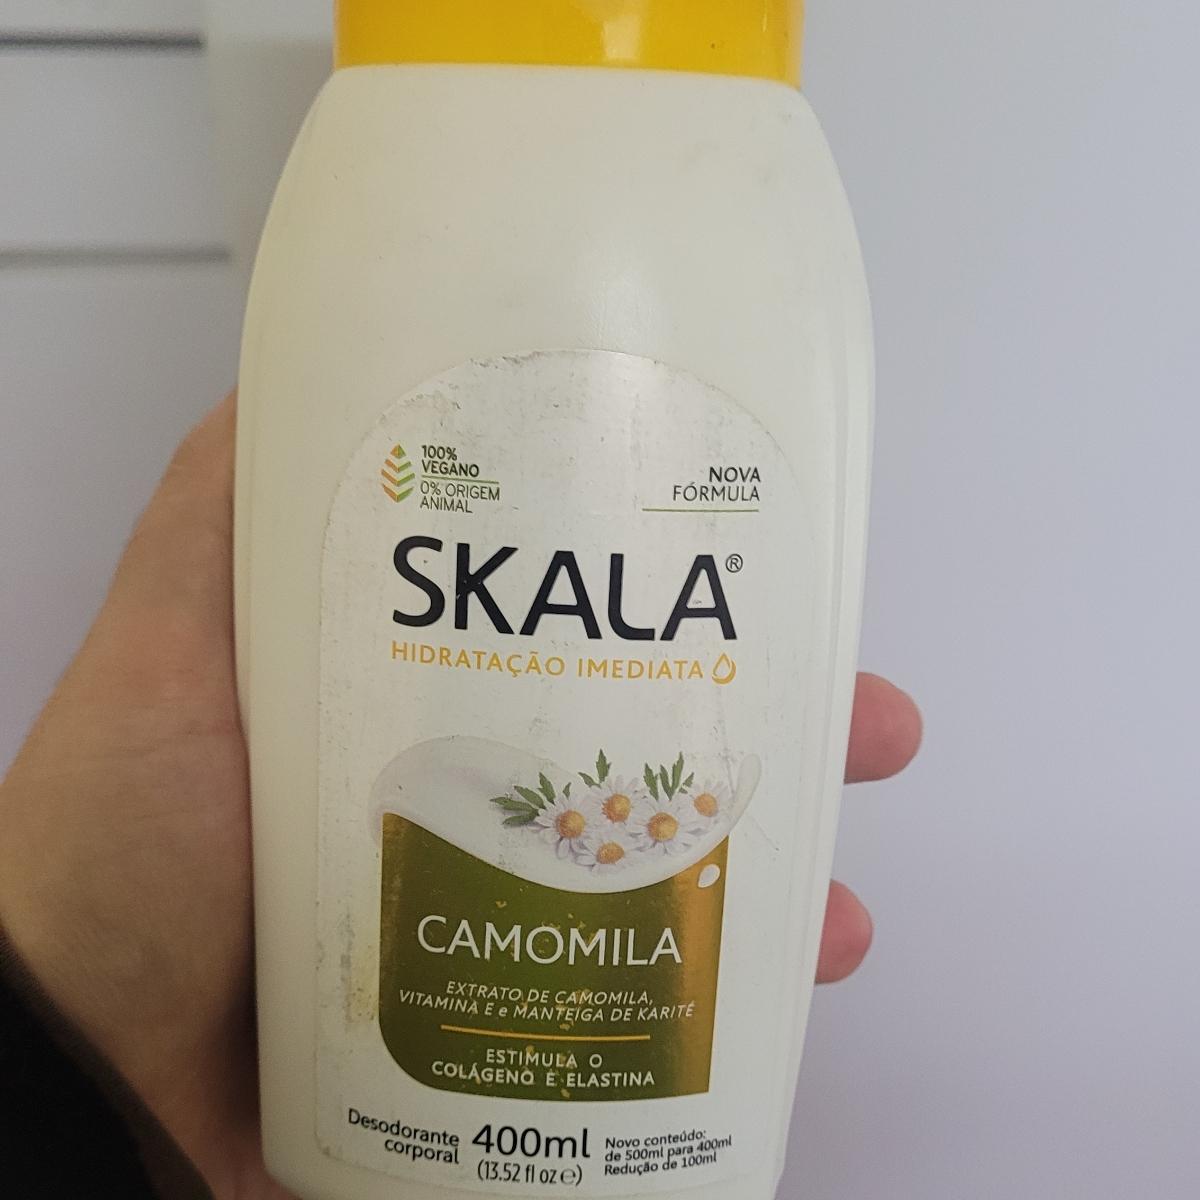 100%
VEGANO
0% ORIGEM
ANIMAL
NOVA
FÓRMULA
SKALA®
HIDRATAÇÃO IMEDIATA
CAMOMILA
EXTRATO DE CAMOMILA,
VITAMINA E e MANTEIGA DE KARITÉ
ESTIMULA O
COLÁGENO E ELASTINA
Desodorante
corporal
400ml
(13.52 fl oz ℮)
Novo conteúdo:
de 500ml para 400ml
Redução de 100ml